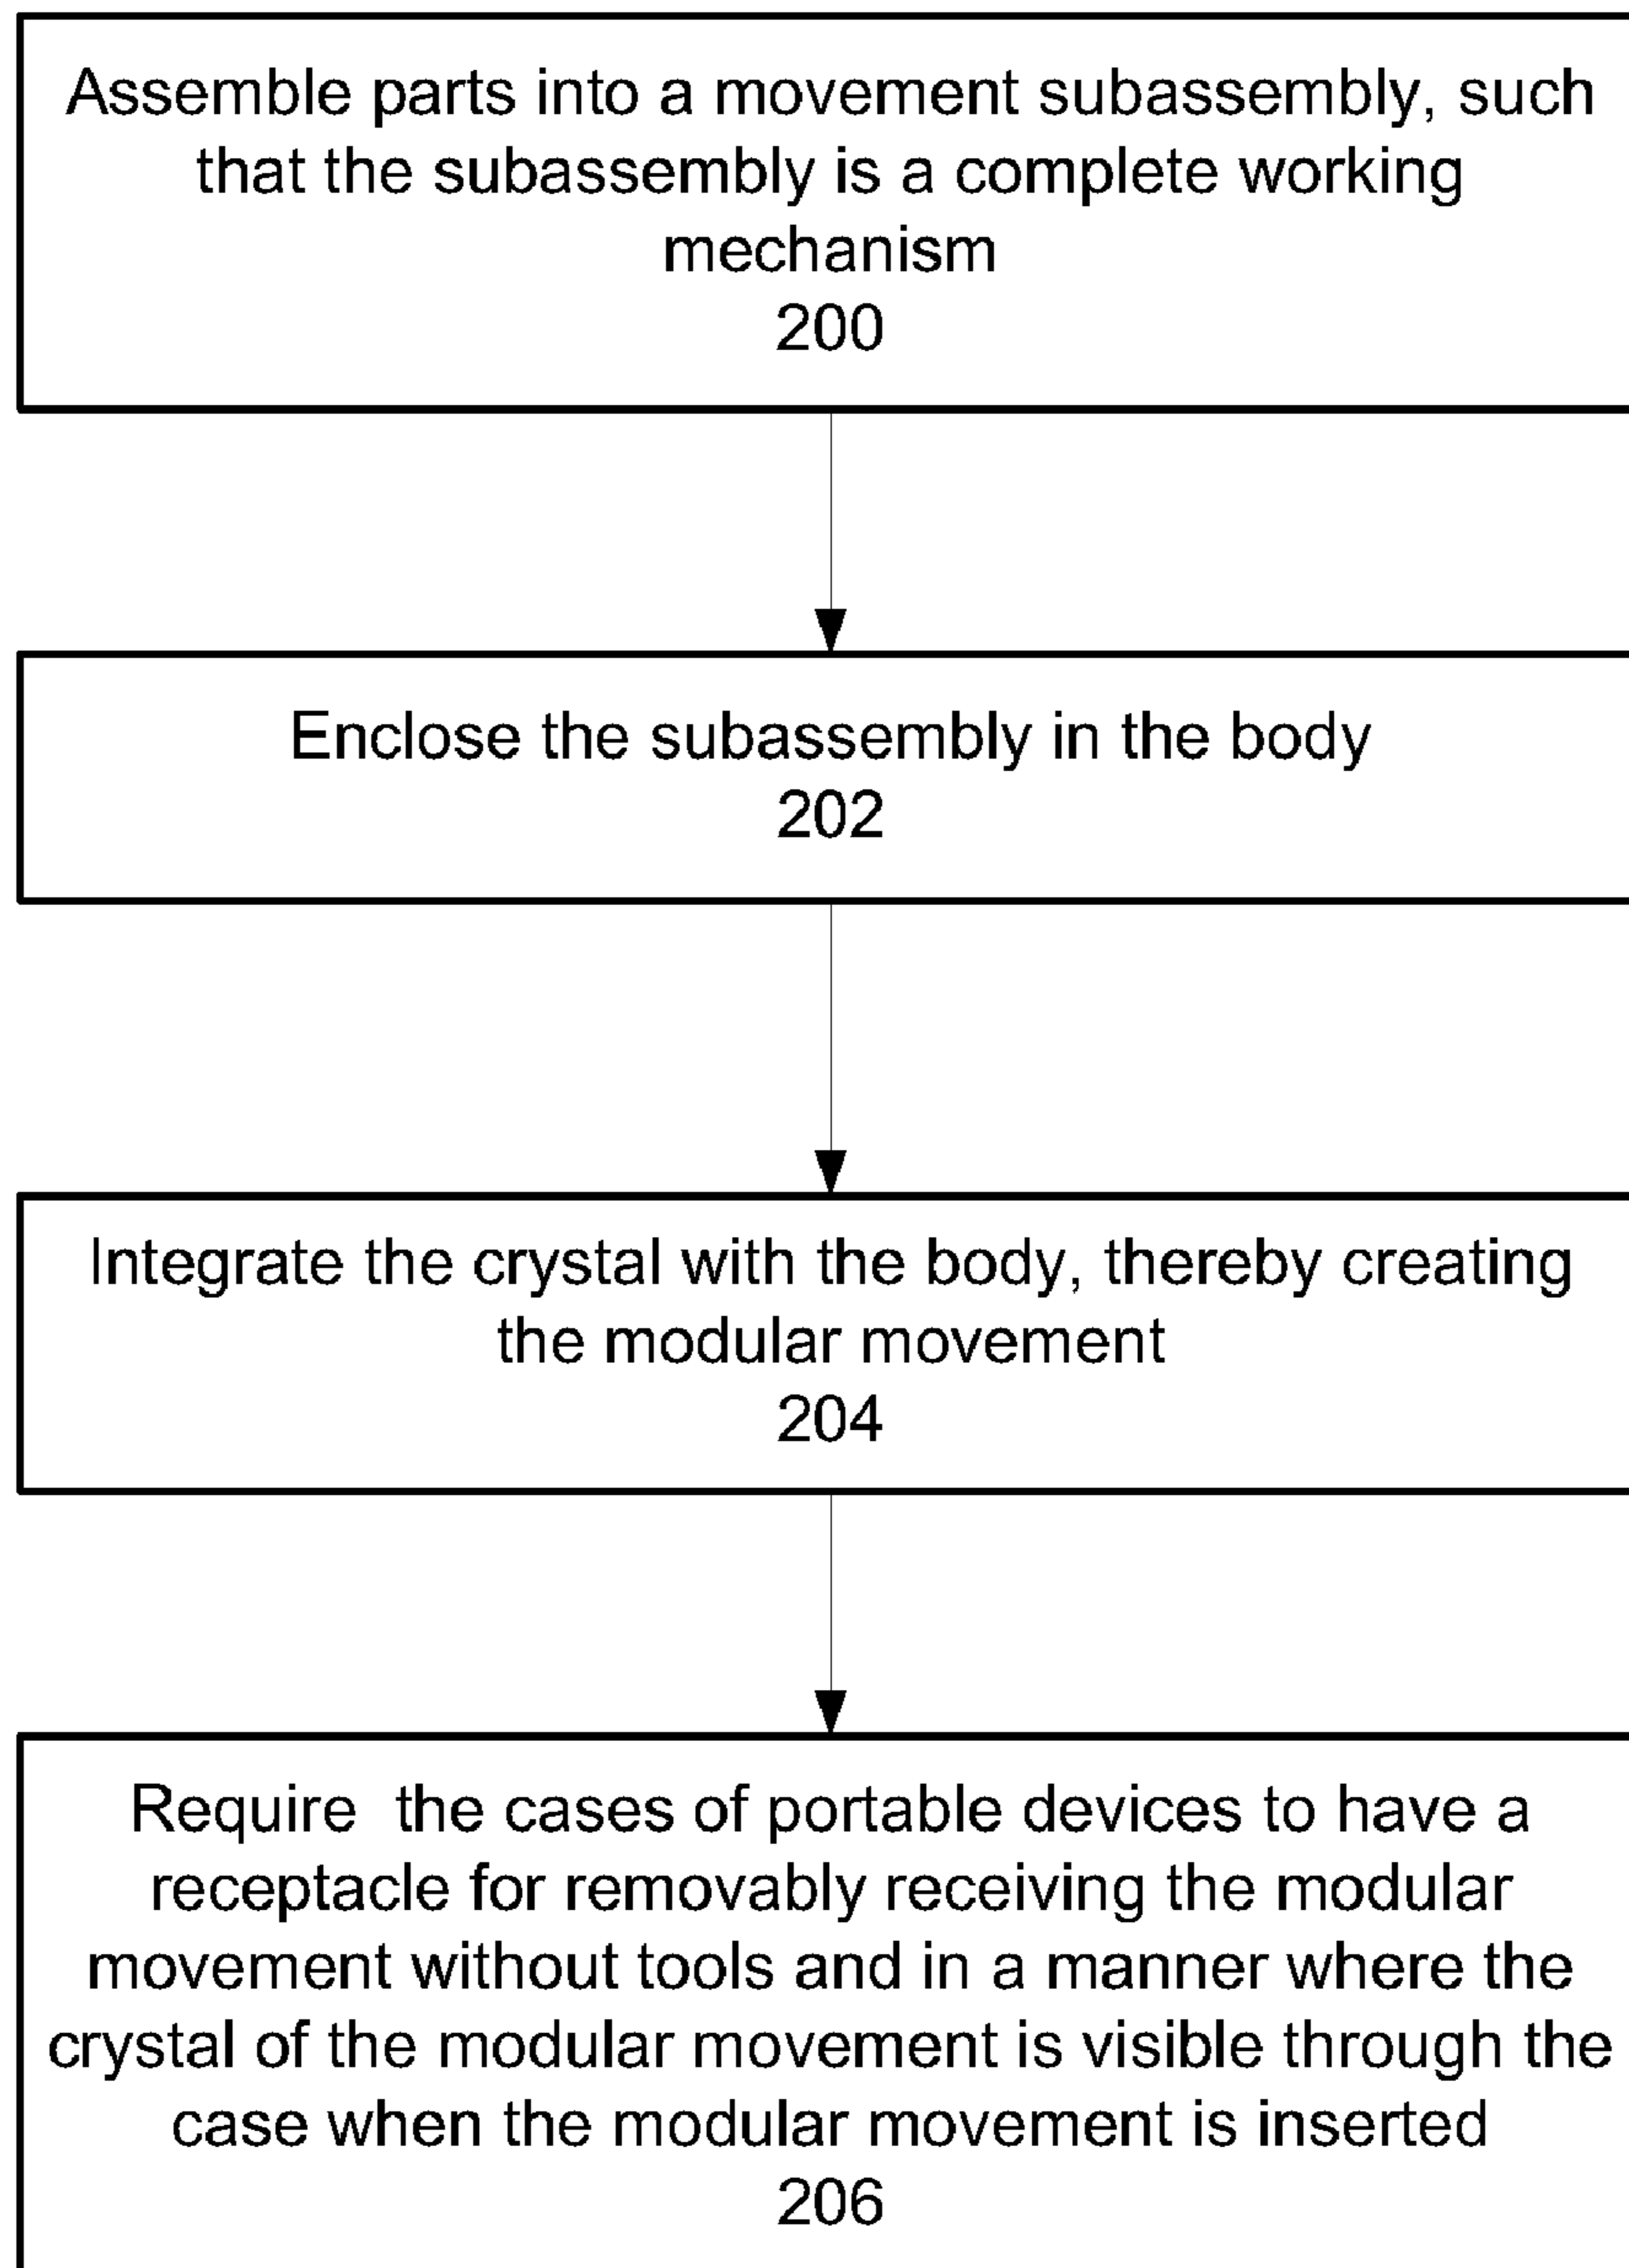 Assemble parts into a movement subassembly, such
that the subassembly is a complete working
mechanism
200
Enclose the subassembly in the body
202
Integrate the crystal with the body, thereby creating
the modular movement
204
Require the cases of portable devices to have a
receptacle for removably receiving the modular
movement without tools and in a manner where the
crystal of the modular movement is visible through the
case when the modular movement is inserted
206